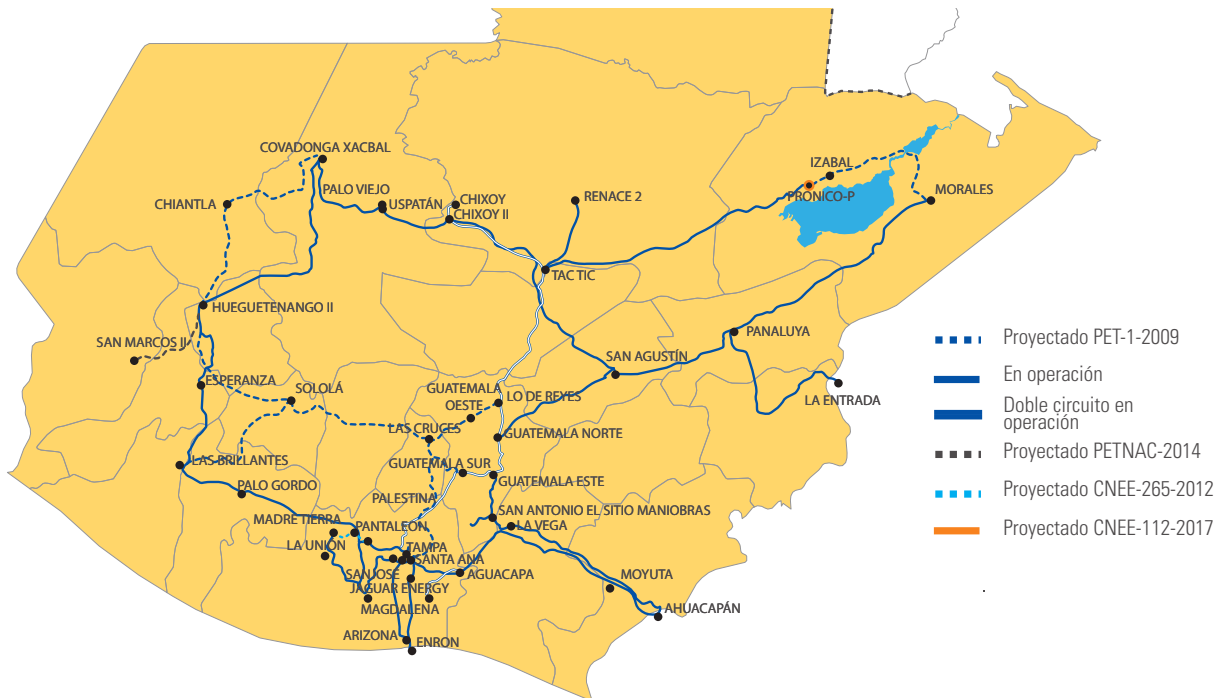 COVADONGA XACBAL
IZABAL
PALO VIEJO
CHIXOY
RENACE 2
PRONICO-P
MORALES
CHIANTLA
USPATÁN
CHIXOY II
TAC TIC
HUEGUETENANGO II
PANALUYA
SAN MARCOS II
SAN AGUSTÍN
ESPERANZA
SOLOLÁ
GUATEMALA
OESTE
LO DE REYES
LA ENTRADA
LAS CRUCES
GUATEMALA NORTE
LAS BRILLANTES
GUATEMALA SUR
PALO GORDO
GUATEMALA ESTE
PALESTINA
SAN ANTONIO EL SITIO MANIOBRAS
MADRE TIERRA
PANTALEON
LA VEGA
LA UNIÓN
TAMPA
SANTA ANA
SAN JOSE
AGUACAPA
MOYUTA
JAGUAR ENERGY
MAGDALENA
AHUACAPÁN
ARIZONA
ENRON
Proyectado PET-1-2009
En operación
Doble circuito en
operación
Proyectado PETNAC-2014
Proyectado CNEE-265-2012
Proyectado CNEE-112-2017